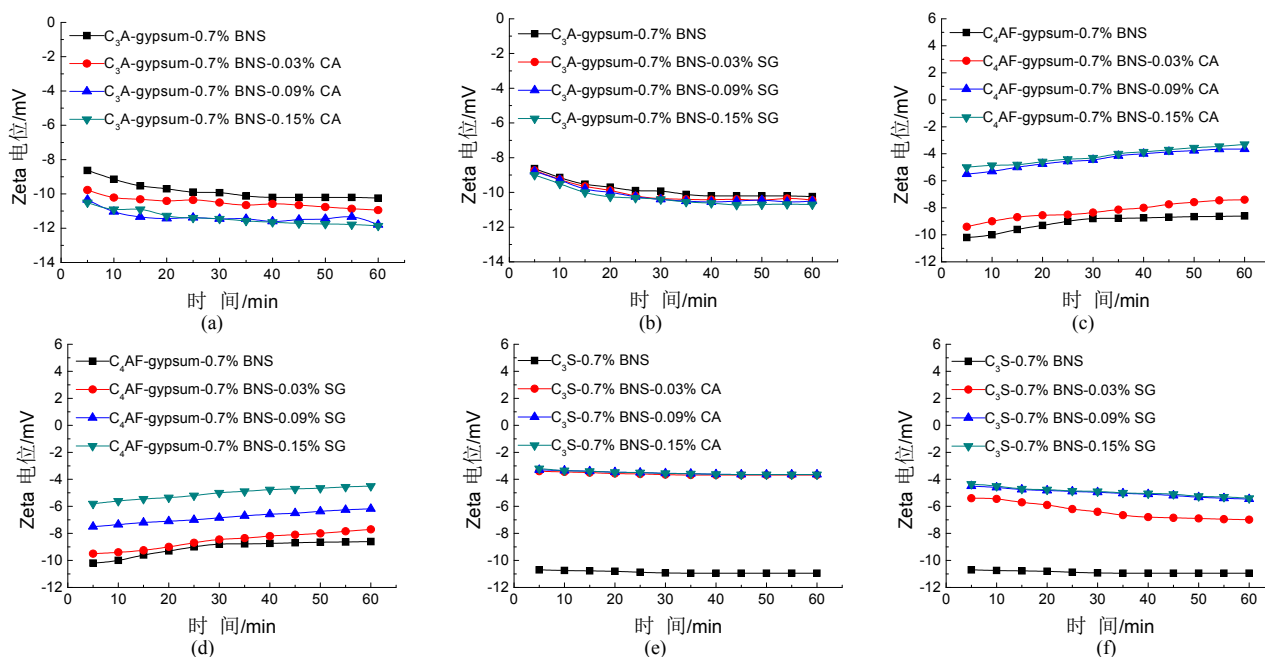 0
-2
-4
-6
-8
-10
-12
-14
Zeta 电位/mV
C₃A-gypsum-0.7% BNS
C₃A-gypsum-0.7% BNS-0.03% CA
C₃A-gypsum-0.7% BNS-0.09% CA
C₃A-gypsum-0.7% BNS-0.15% CA
0 10 20 30 40 50 60
时 间/min
(a)
0
-2
-4
-6
-8
-10
-12
-14
Zeta 电位/mV
C₃A-gypsum-0.7% BNS
C₃A-gypsum-0.7% BNS-0.03% SG
C₃A-gypsum-0.7% BNS-0.09% SG
C₃A-gypsum-0.7% BNS-0.15% SG
0 10 20 30 40 50 60
时 间/min
(b)
6
4
2
0
-2
-4
-6
-8
-10
-12
Zeta 电位/mV
C₄AF-gypsum-0.7% BNS
C₄AF-gypsum-0.7% BNS-0.03% CA
C₄AF-gypsum-0.7% BNS-0.09% CA
C₄AF-gypsum-0.7% BNS-0.15% CA
0 10 20 30 40 50 60
时 间/min
(c)
6
4
2
0
-2
-4
-6
-8
-10
-12
Zeta 电位/mV
C₄AF-gypsum-0.7% BNS
C₄AF-gypsum-0.7% BNS-0.03% SG
C₄AF-gypsum-0.7% BNS-0.09% SG
C₄AF-gypsum-0.7% BNS-0.15% SG
0 10 20 30 40 50 60
时 间/min
(d)
6
4
2
0
-2
-4
-6
-8
-10
-12
Zeta 电位/mV
C₃S-0.7% BNS
C₃S-0.7% BNS-0.03% CA
C₃S-0.7% BNS-0.09% CA
C₃S-0.7% BNS-0.15% CA
0 10 20 30 40 50 60
时 间/min
(e)
6
4
2
0
-2
-4
-6
-8
-10
-12
Zeta 电位/mV
C₃S-0.7% BNS
C₃S-0.7% BNS-0.03% SG
C₃S-0.7% BNS-0.09% SG
C₃S-0.7% BNS-0.15% SG
0 10 20 30 40 50 60
时 间/min
(f)